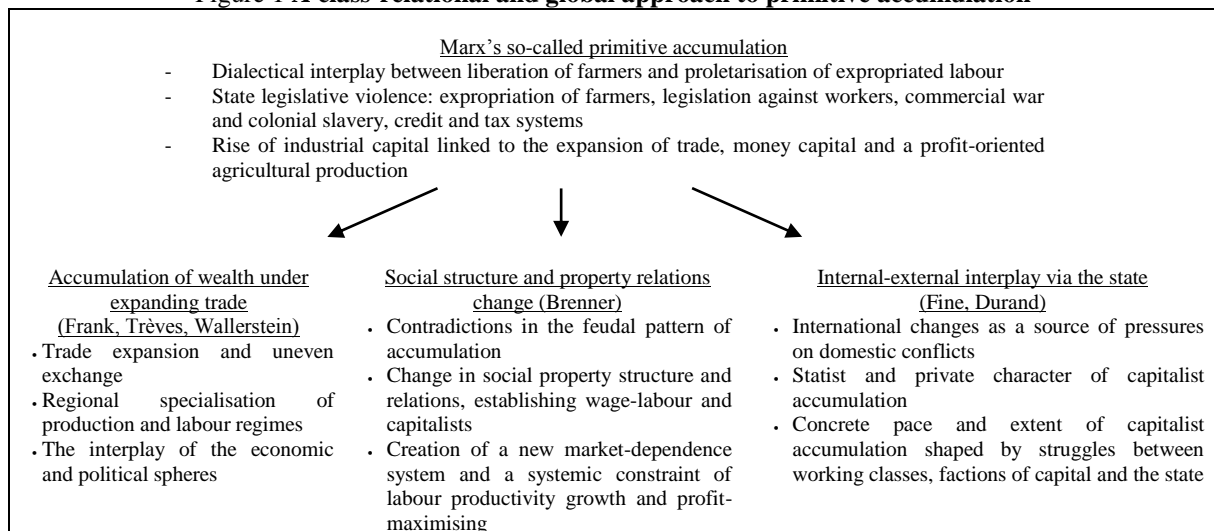 Figure 1 A class-relational and global approach to primitive accumulation
Marx's so-called primitive accumulation
- Dialectical interplay between liberation of farmers and proletarisation of expropriated labour
- State legislative violence: expropriation of farmers, legislation against workers, commercial war
and colonial slavery, credit and tax systems
- Rise of industrial capital linked to the expansion of trade, money capital and a profit-oriented
agricultural production
Accumulation of wealth under
expanding trade
(Frank, Trèves, Wallerstein)
• Trade expansion and uneven
exchange
• Regional specialisation of
production and labour regimes
• The interplay of the economic
and political spheres
Social structure and property relations
change (Brenner)
• Contradictions in the feudal pattern of
accumulation
• Change in social property structure and
relations, establishing wage-labour and
capitalists
• Creation of a new market-dependence
system and a systemic constraint of
labour productivity growth and profit-
maximising
Internal-external interplay via the state
(Fine, Durand)
• International changes as a source of pressures
on domestic conflicts
• Statist and private character of capitalist
accumulation
• Concrete pace and extent of capitalist
accumulation shaped by struggles between
working classes, factions of capital and the state